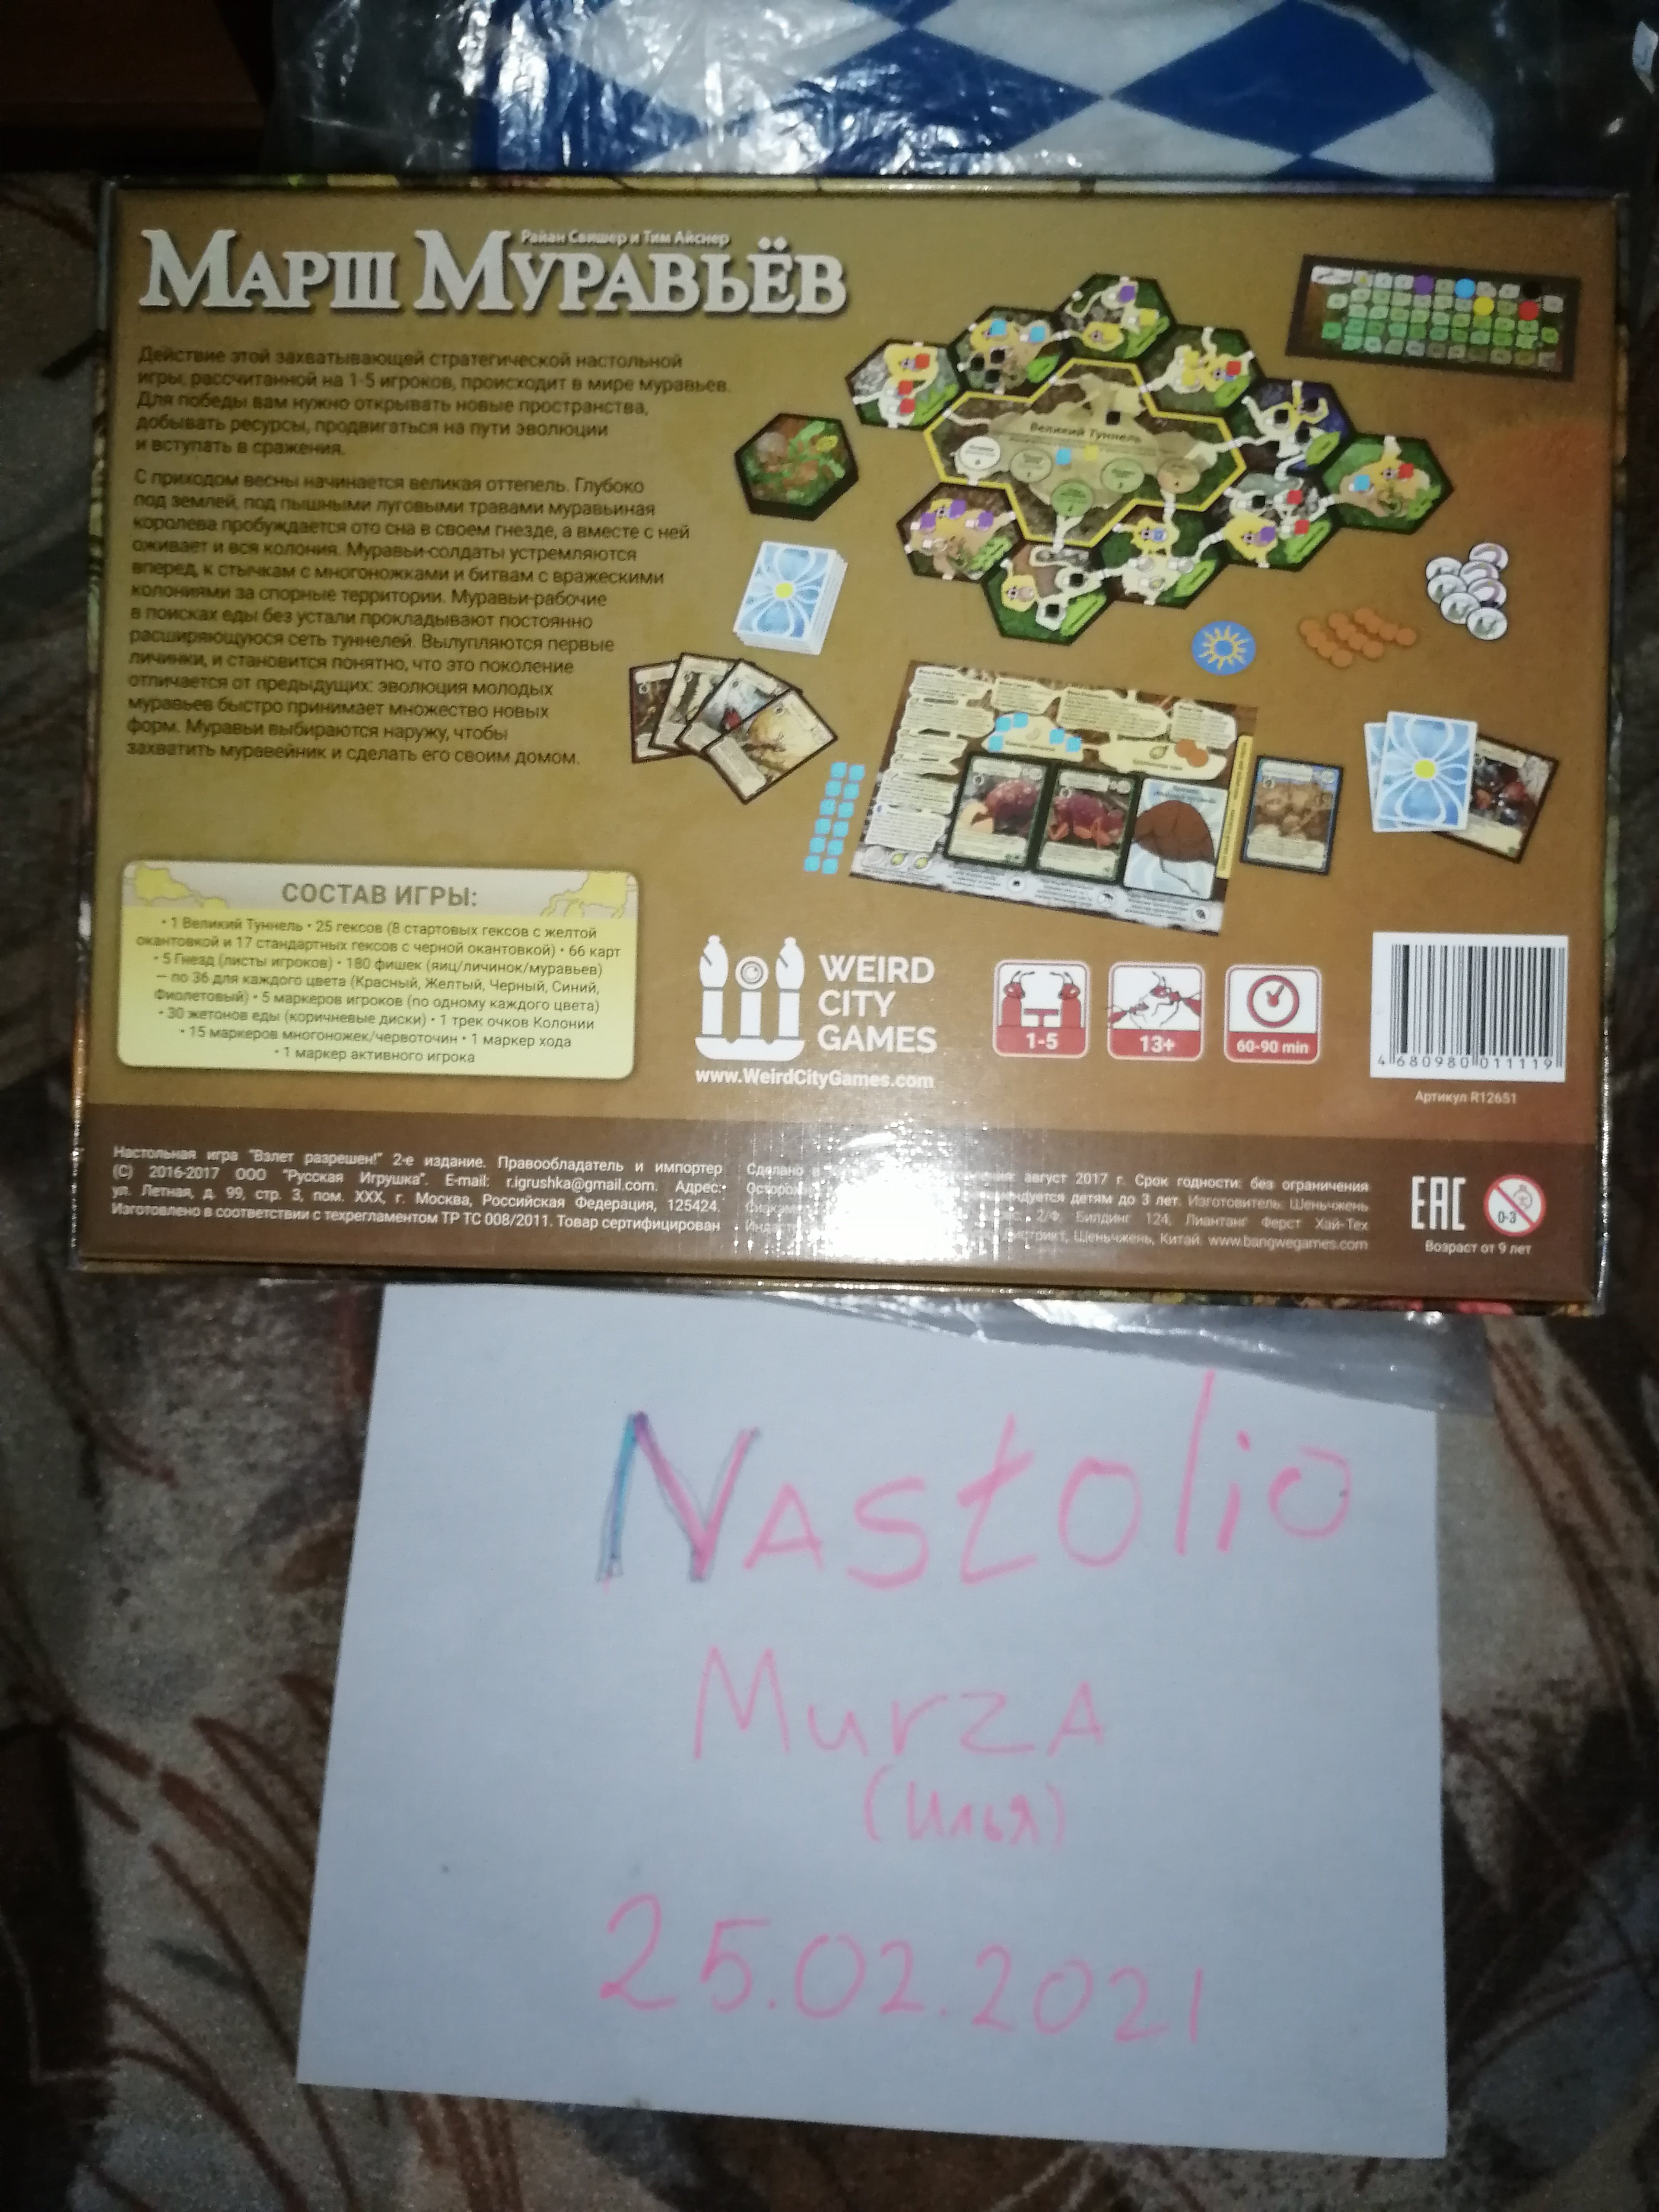 Райан Свишер и Тим Айснер
МАРШ МУРАВЬЁВ
Действие этой захватывающей стратегической настольной
игры, рассчитанной на 1-5 игроков, происходит в мире муравьев.
Для победы вам нужно открывать новые пространства,
добывать ресурсы, продвигаться на пути эволюции
и вступать в сражения.
С приходом весны начинается великая оттепель. Глубоко
под землей, под пышными луговыми травами муравьиная
королева пробуждается ото сна в своем гнезде, а вместе с ней
оживает и вся колония. Муравьи-солдаты устремляются
вперед, к стычкам с многоножками и битвам с вражескими
колониями за спорные территории. Муравьи-рабочие
в поисках еды без устали прокладывают постоянно
расширяющуюся сеть туннелей. Вылупляются первые
личинки, и становится понятно, что это поколение
отличается от предыдущих: эволюция молодых
муравьев быстро принимает множество новых
форм. Муравьи выбираются наружу, чтобы
захватить муравейник и сделать его своим домом.
Великий Туннель
СОСТАВ ИГРЫ:
• 1 Великий Туннель • 25 гексов (8 стартовых гексов с желтой
окантовкой и 17 стандартных гексов с черной окантовкой) • 66 карт
• 5 Гнезд (листы игроков) • 180 фишек (яиц/личинок/муравьев)
— по 36 для каждого цвета (Красный, Желтый, Черный, Синий,
Фиолетовый) • 5 маркеров игроков (по одному каждого цвета)
• 30 жетонов еды (коричневые диски) • 1 трек очков Колонии
• 15 маркеров многоножек/червоточин • 1 маркер хода
• 1 маркер активного игрока
WEIRD
CITY
GAMES
www.WeirdCityGames.com
1-5
13+
60-90 min
4 680980 011119
Артикул R12651
Настольная игра "Взлет разрешен!" 2-е издание. Правообладатель и импортер
(С) 2016-2017 ООО "Русская Игрушка". E-mail: r.igrushka@gmail.com. Адрес:
ул. Летная, д. 99, стр. 3, пом. XXX, г. Москва, Российская Федерация, 125424.
Изготовлено в соответствии с техрегламентом ТР ТС 008/2011. Товар сертифицирован
Сделано в август 2017 г. Срок годности: без ограничения
детям до 3 лет. Изготовитель: Шеньчжень
2/Ф, Билдинг 124, Лиантанг Ферст Хай-Тех
Дистрикт, Шеньчжень, Китай. www.bangwegames.com
EAC
0-3
Возраст от 9 лет
Nastolio
MurzA
(Илья)
25.02.2021